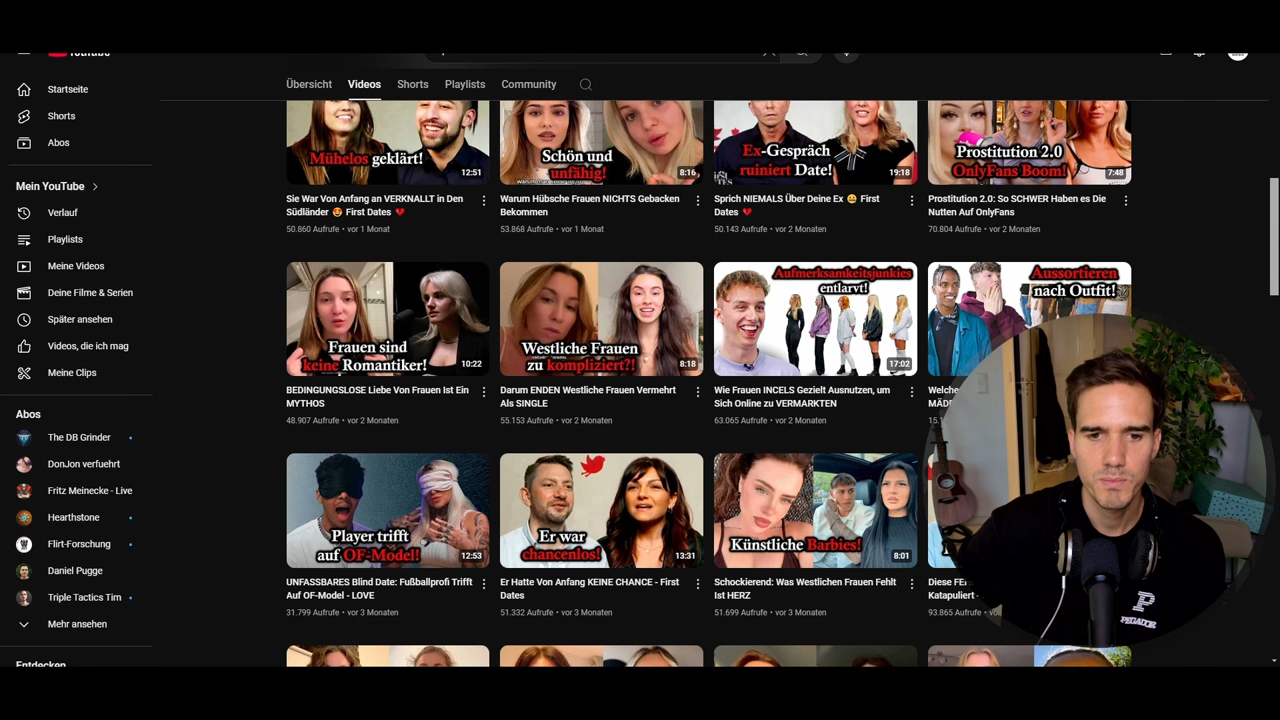 YouTube
Startseite
Shorts
Abos
Mein YouTube
Verlauf
Playlists
Meine Videos
Deine Filme & Serien
Später ansehen
Videos, die ich mag
Meine Clips
Abos
The DB Grinder
DonJon verfuehrt
Fritz Meinecke - Live
Hearthstone
Flirt-Forschung
Daniel Pugge
Triple Tactics Tim
Mehr ansehen
Entdecken
Übersicht
Videos
Shorts
Playlists
Community
Mühelos geklärt!
12:51
Sie War Von Anfang an VERKNALLT in Den
Südländer 😍 First Dates 💔
50.860 Aufrufe • vor 1 Monat
Schön und
unfähig!
8:16
Warum Hübsche Frauen NICHTS Gebacken
Bekommen
53.868 Aufrufe • vor 1 Monat
Ex-Gespräch
ruiniert Date!
19:18
Sprich NIEMALS Über Deine Ex 😄 First
Dates 💔
50.143 Aufrufe • vor 2 Monaten
Prostitution 2.0
OnlyFans Boom!
7:48
Prostitution 2.0: So SCHWER Haben es Die
Nutten Auf OnlyFans
70.804 Aufrufe • vor 2 Monaten
Frauen sind
keine Romantiker!
10:22
BEDINGUNGSLOSE Liebe Von Frauen Ist Ein
MYTHOS
48.907 Aufrufe • vor 2 Monaten
Westliche Frauen
zu kompliziert?!
8:18
Darum ENDEN Westliche Frauen Vermehrt
Als SINGLE
55.153 Aufrufe • vor 2 Monaten
Aufmerksamkeitsjunkies
entlarvt!
17:02
Wie Frauen INCELS Gezielt Ausnutzen, um
Sich Online zu VERMARKTEN
63.065 Aufrufe • vor 2 Monaten
Aussortieren
nach Outfit!
Player trifft
auf OF-Model!
12:53
UNFASSBARES Blind Date: Fußballprofi Trifft
Auf OF-Model - LOVE
31.799 Aufrufe • vor 3 Monaten
Er war
chancenlos!
13:31
Er Hatte Von Anfang KEINE CHANCE - First
Dates
51.332 Aufrufe • vor 3 Monaten
Künstliche Barbies!
8:01
Schockierend: Was Westlichen Frauen Fehlt
Ist HERZ
51.699 Aufrufe • vor 3 Monaten
Diese
Katapuliert -
93.865
P
PEGADOR